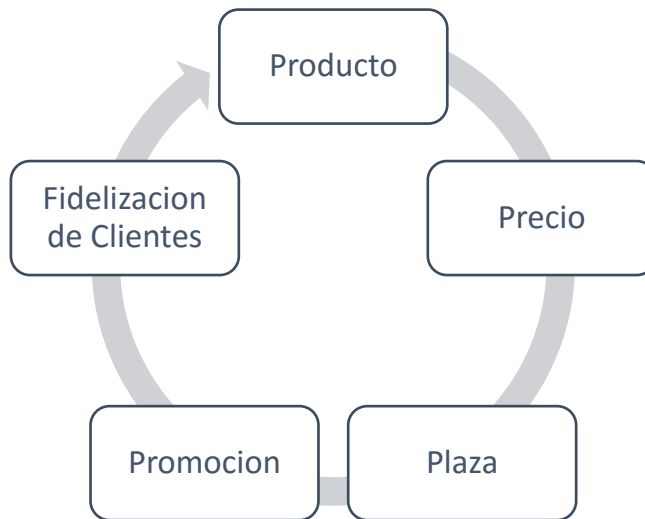 Producto
Precio
Plaza
Promocion
Fidelizacion
de Clientes